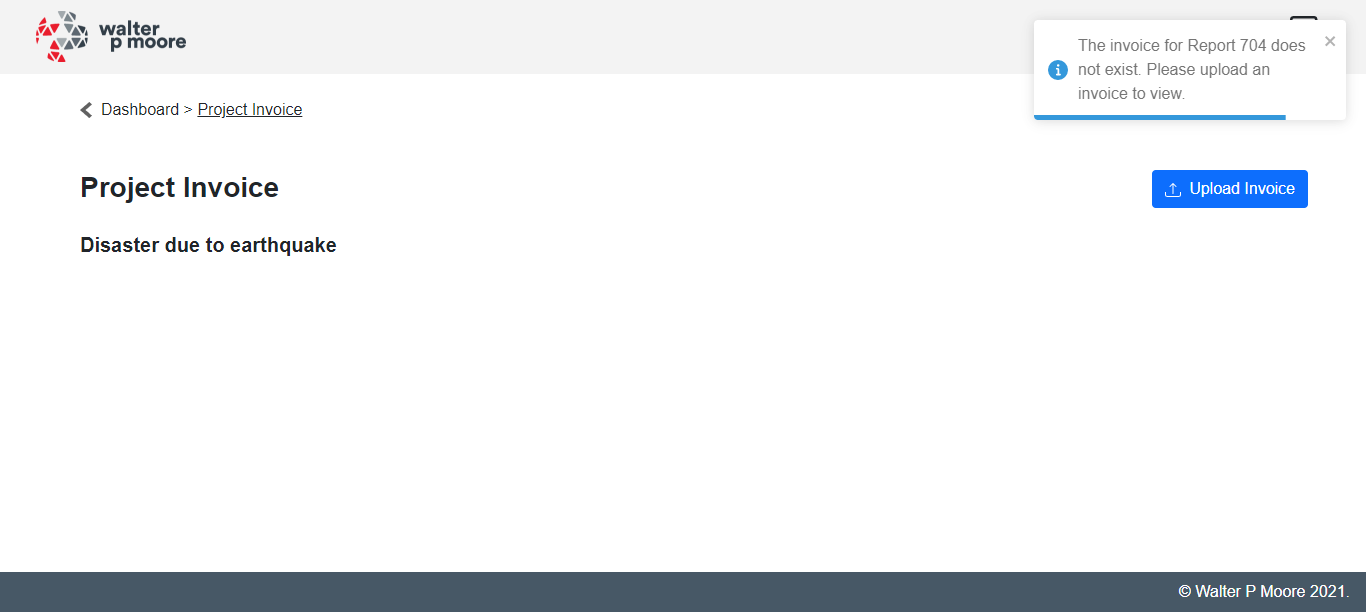 walter
p moore
The invoice for Report 704 does
not exist. Please upload an
invoice to view.
Dashboard > Project Invoice
Project Invoice
Upload Invoice
Disaster due to earthquake
© Walter P Moore 2021.